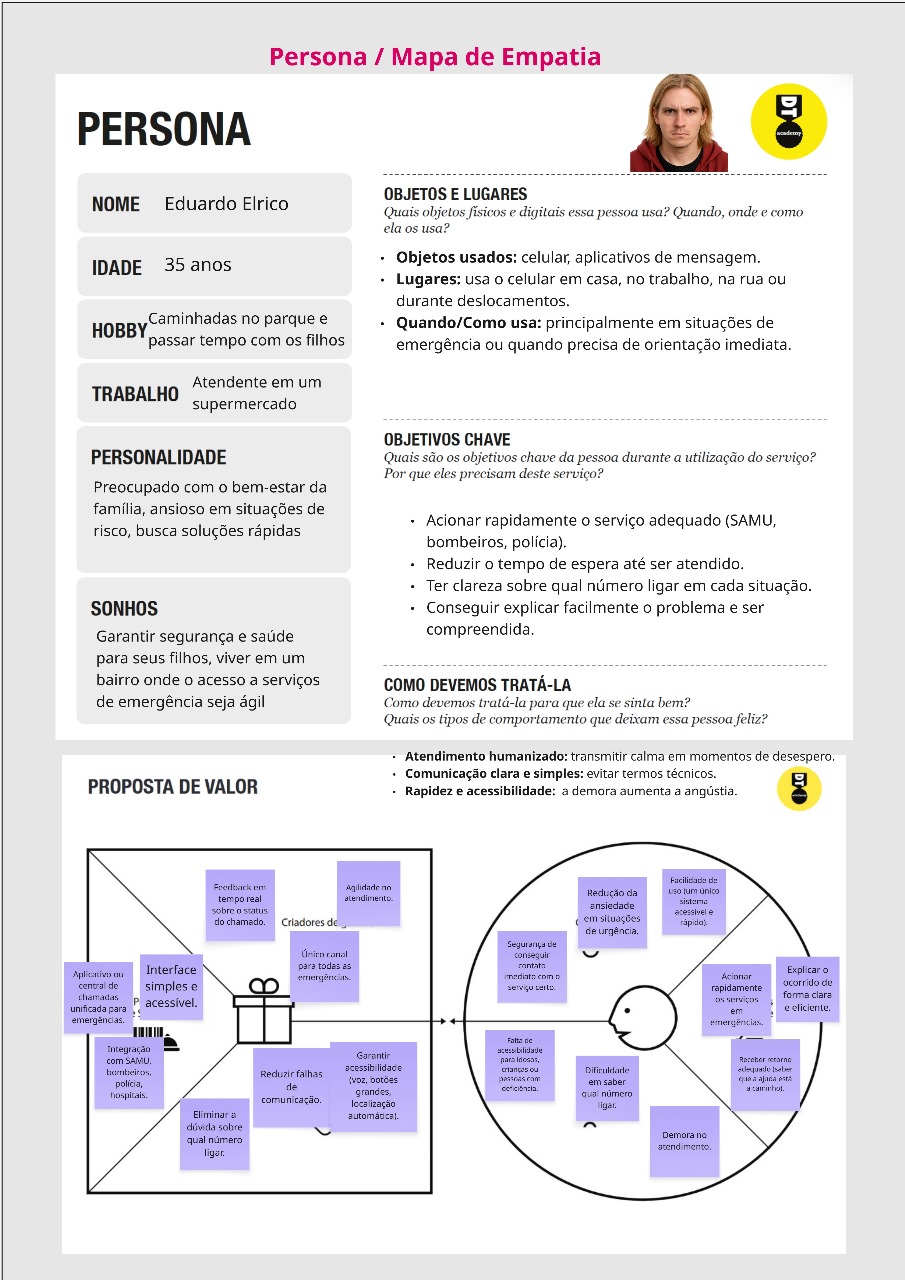 Persona / Mapa de Empatia
PERSONA
DT
academy
NOME Eduardo Elrico
IDADE 35 anos
HOBBY Caminhadas no parque e
passar tempo com os filhos
TRABALHO Atendente em um
supermercado
PERSONALIDADE
Preocupado com o bem-estar da
família, ansioso em situações de
risco, busca soluções rápidas
SONHOS
Garantir segurança e saúde
para seus filhos, viver em um
bairro onde o acesso a serviços
de emergência seja ágil
OBJETOS E LUGARES
Quais objetos físicos e digitais essa pessoa usa? Quando, onde e como
ela os usa?
• Objetos usados: celular, aplicativos de mensagem.
• Lugares: usa o celular em casa, no trabalho, na rua ou
durante deslocamentos.
• Quando/Como usa: principalmente em situações de
emergência ou quando precisa de orientação imediata.
OBJETIVOS CHAVE
Quais são os objetivos chave da pessoa durante a utilização do serviço?
Por que eles precisam deste serviço?
• Acionar rapidamente o serviço adequado (SAMU,
bombeiros, polícia).
• Reduzir o tempo de espera até ser atendido.
• Ter clareza sobre qual número ligar em cada situação.
• Conseguir explicar facilmente o problema e ser
compreendida.
COMO DEVEMOS TRATÁ-LA
Como devemos tratá-la para que ela se sinta bem?
Quais os tipos de comportamento que deixam essa pessoa feliz?
• Atendimento humanizado: transmitir calma em momentos de desespero.
• Comunicação clara e simples: evitar termos técnicos.
• Rapidez e acessibilidade: a demora aumenta a angústia.
PROPOSTA DE VALOR
DT
Feedback em
tempo real
sobre o status
do chamado.
Agilidade no
atendimento.
Criadores de
Único canal
para todas as
emergências.
Aplicativo ou
central de
chamadas
unificada para
emergências.
Interface
simples e
acessível.
Integração
com SAMU,
bombeiros,
polícia,
hospitais.
Reduzir falhas
de
comunicação.
Garantir
acessibilidade
(voz, botões
grandes,
localização
automática).
Eliminar a
dúvida sobre
qual número
ligar.
Redução da
ansiedade
em situações
de urgência.
Facilidade de
uso (um único
sistema
acessível e
rápido).
Segurança de
conseguir
contato
imediato com o
serviço certo.
Acionar
rapidamente
os serviços
em
emergências.
Explicar o
ocorrido de
forma clara
e eficiente.
Falta de
acessibilidade
para idosos,
crianças ou
pessoas com
deficiência.
Dificuldade
em saber
qual número
ligar.
Receber retorno
adequado (saber
que a ajuda está
a caminho).
Demora no
atendimento.